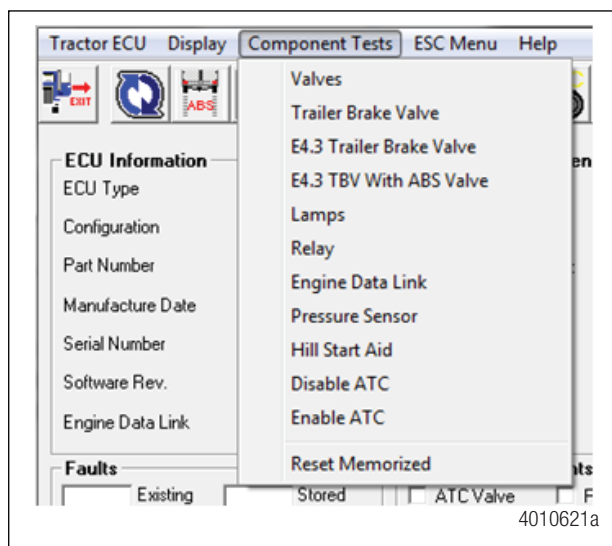 Tractor ECU Display Component Tests ESC Menu Help
EXIT
ABS
Valves
Trailer Brake Valve
E4.3 Trailer Brake Valve
E4.3 TBV With ABS Valve
Lamps
Relay
Engine Data Link
Pressure Sensor
Hill Start Aid
Disable ATC
Enable ATC
Reset Memorized
ECU Information
ECU Type
Configuration
Part Number
Manufacture Date
Serial Number
Software Rev.
Engine Data Link
Faults
Existing Stored ATC Valve
4010621a